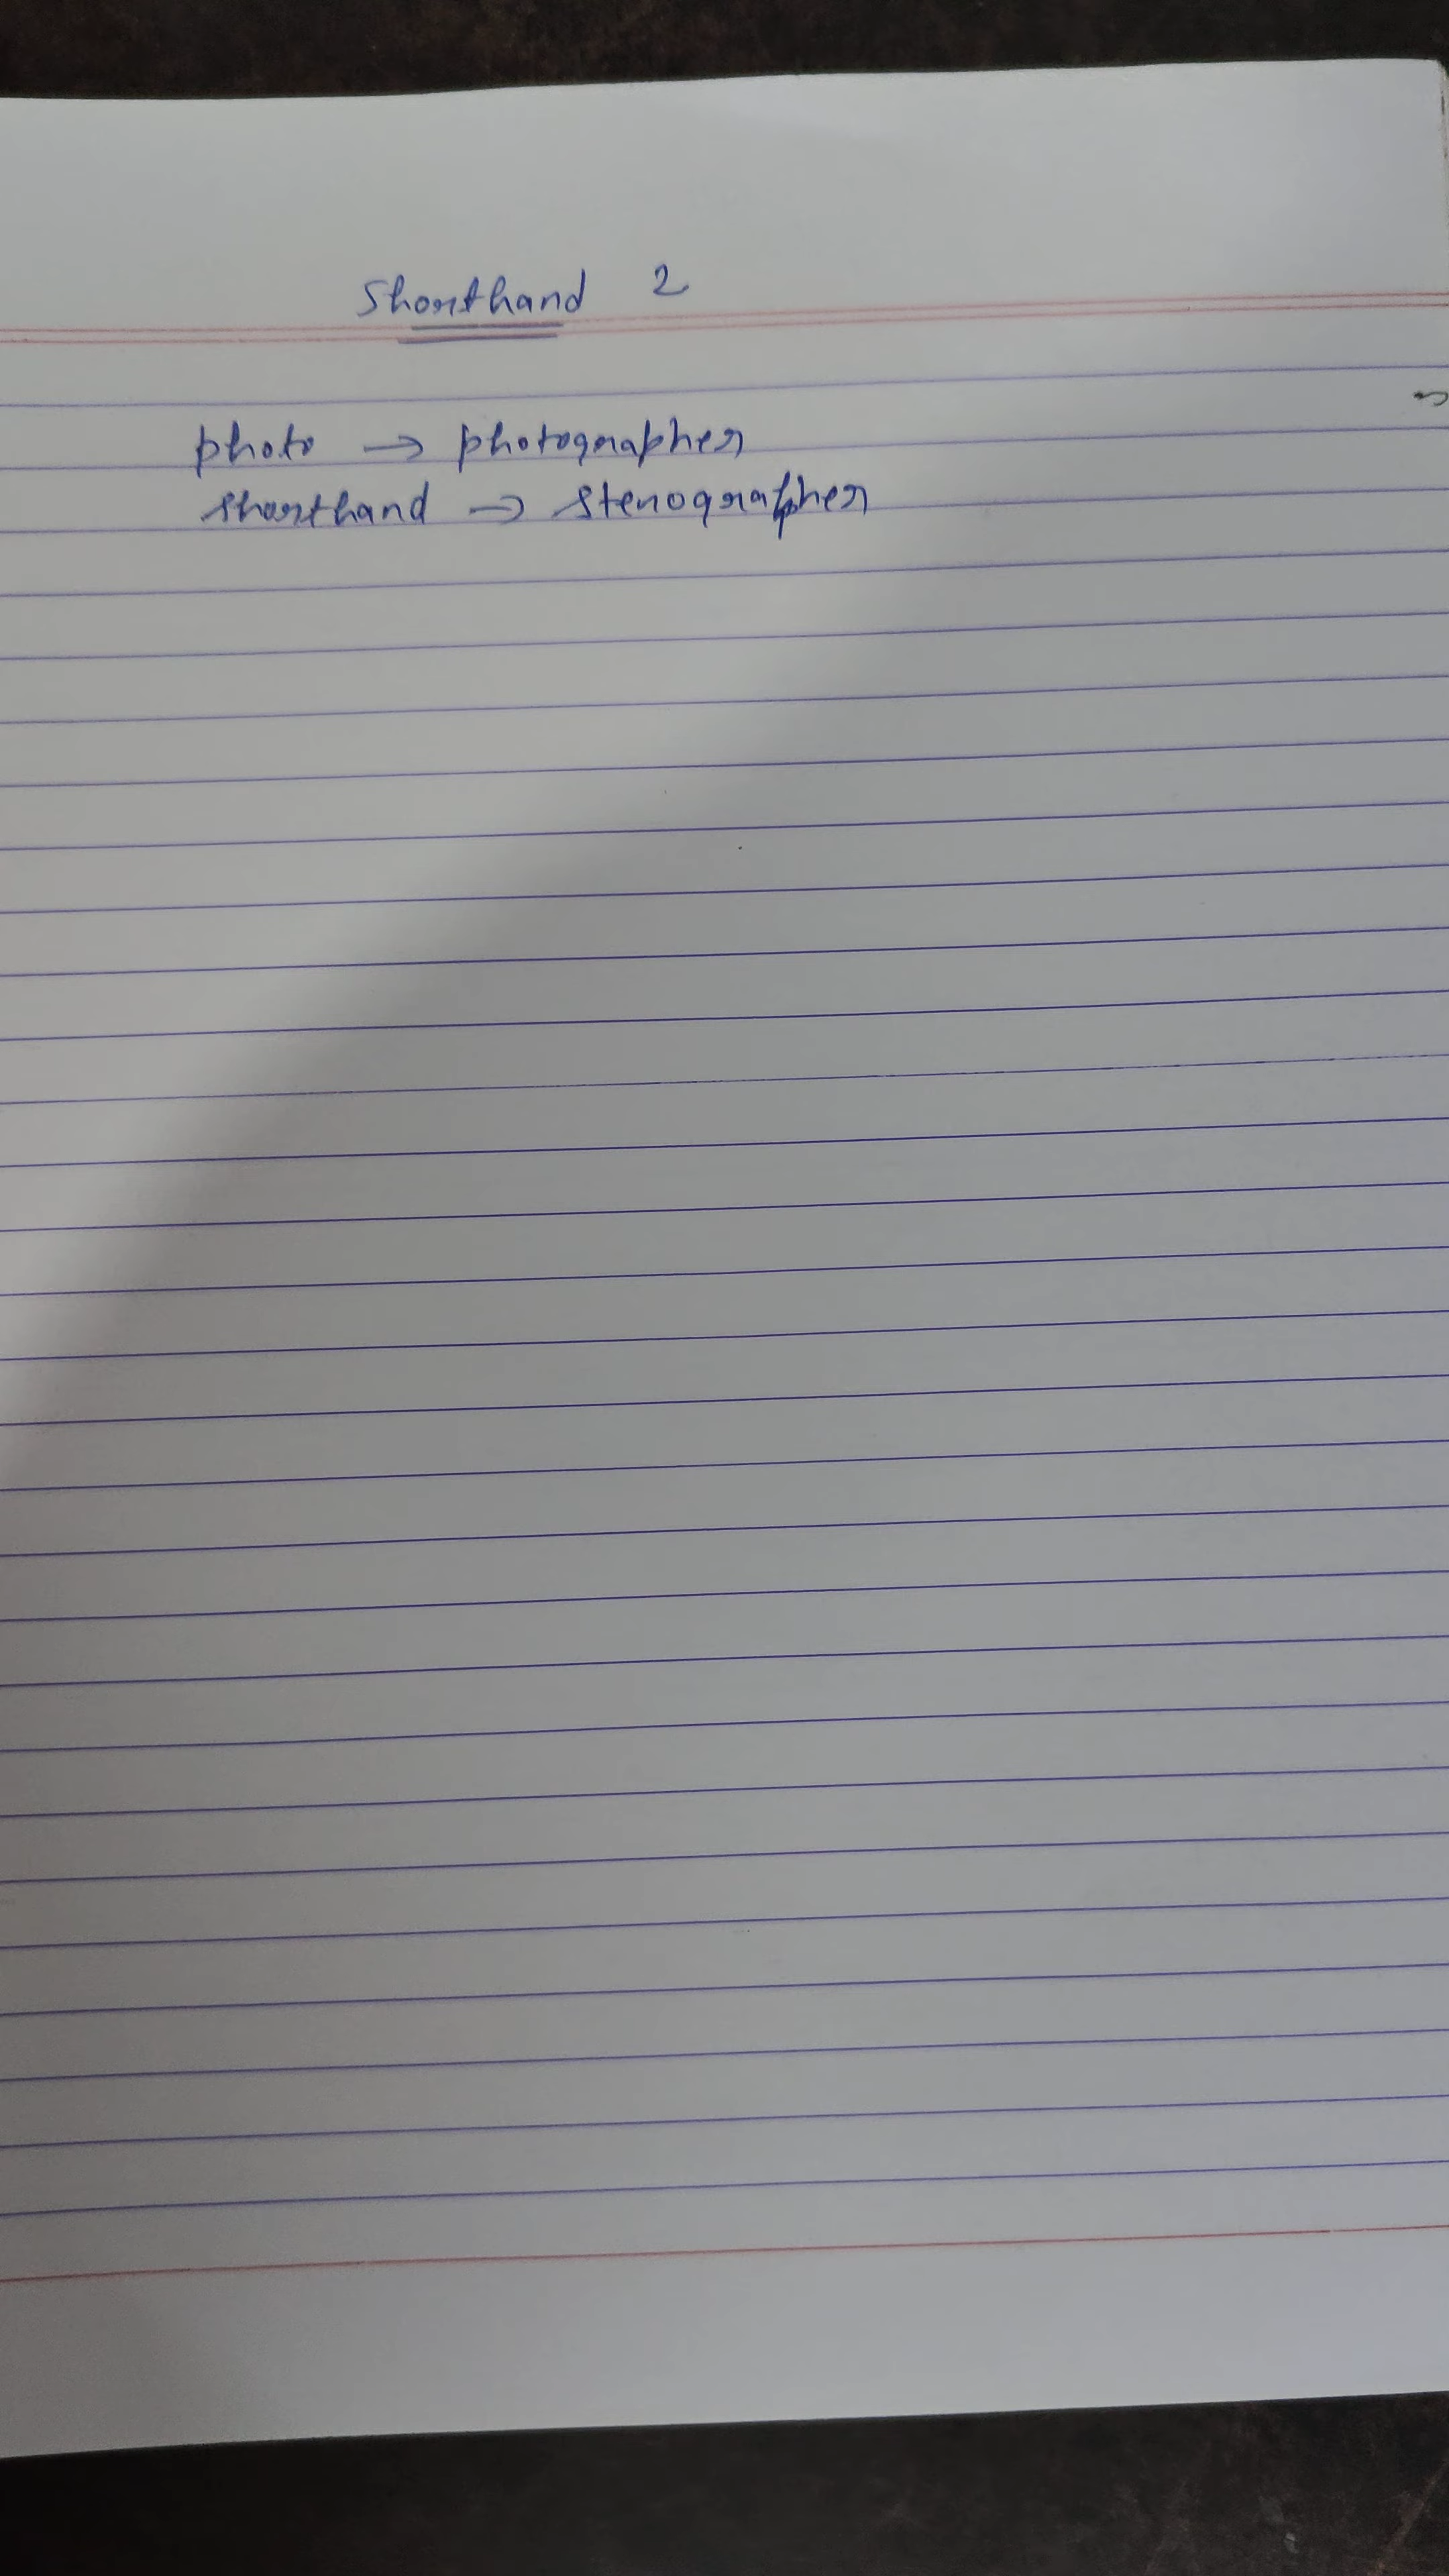 Shorthand 2
photo → photographer
shorthand → stenographer